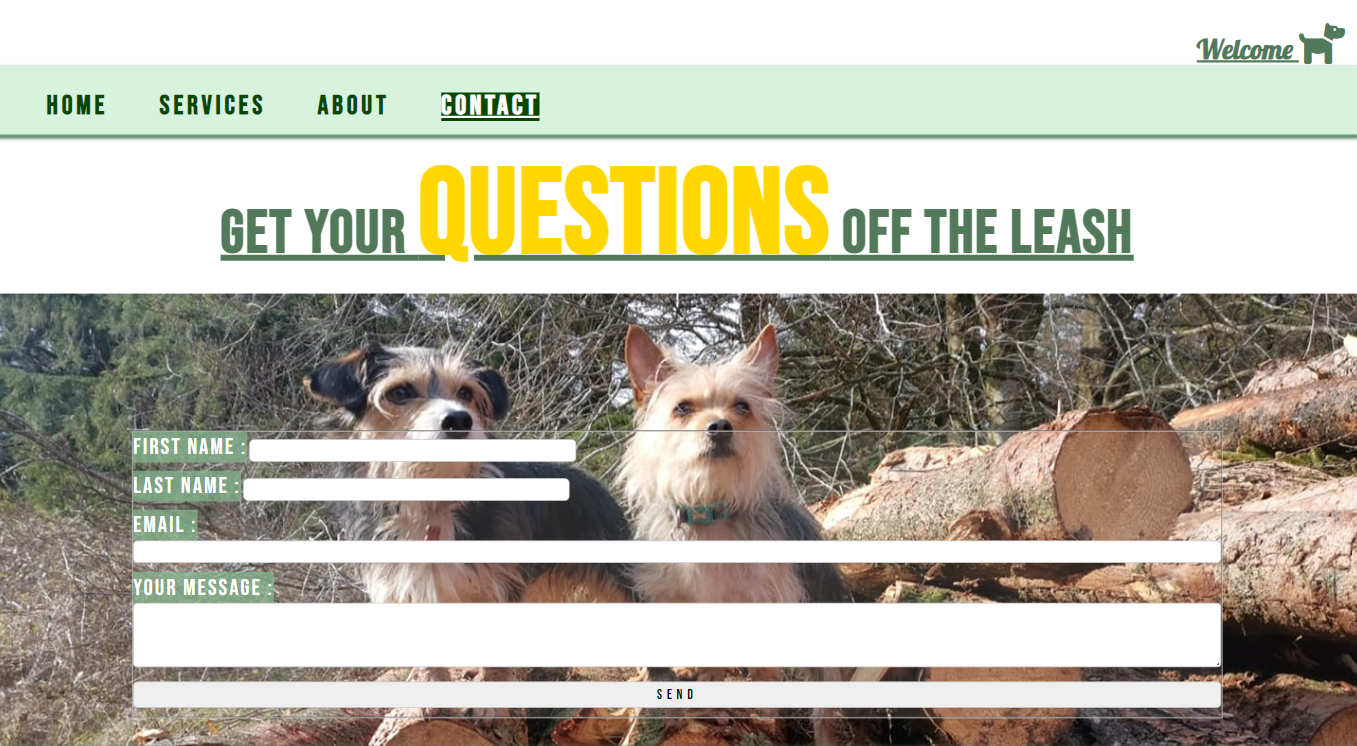 Welcome
HOME SERVICES ABOUT CONTACT
GET YOUR QUESTIONS OFF THE LEASH
FIRST NAME :
LAST NAME :
EMAIL :
YOUR MESSAGE :
SEND